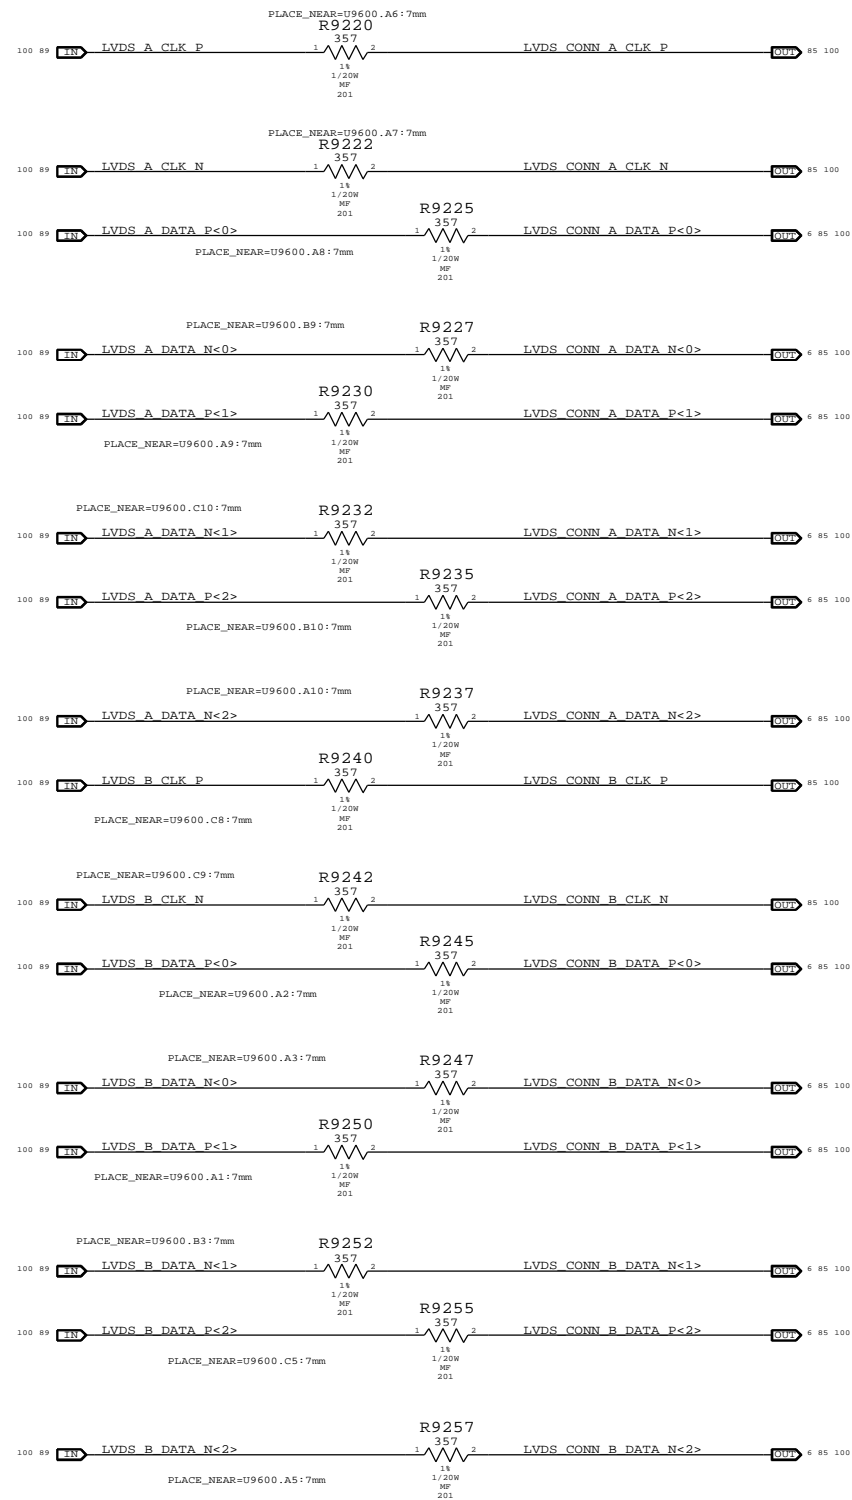 PLACE_NEAR=U9600.A6:7mm
R9220
357
100 89 IN LVDS_A_CLK_P 1 2 LVDS_CONN_A_CLK_P OUT 85 100
1%
1/20W
MF
201
PLACE_NEAR=U9600.A7:7mm
R9222
357
100 89 IN LVDS_A_CLK_N 1 2 LVDS_CONN_A_CLK_N OUT 85 100
1%
1/20W
MF
201
R9225
357
100 89 IN LVDS_A_DATA_P<0> 1 2 LVDS_CONN_A_DATA_P<0> OUT 6 85 100
PLACE_NEAR=U9600.A8:7mm
1%
1/20W
MF
201
PLACE_NEAR=U9600.B9:7mm
R9227
357
100 89 IN LVDS_A_DATA_N<0> 1 2 LVDS_CONN_A_DATA_N<0> OUT 6 85 100
1%
1/20W
MF
201
R9230
357
100 89 IN LVDS_A_DATA_P<1> 1 2 LVDS_CONN_A_DATA_P<1> OUT 6 85 100
PLACE_NEAR=U9600.A9:7mm
1%
1/20W
MF
201
PLACE_NEAR=U9600.C10:7mm
R9232
357
100 89 IN LVDS_A_DATA_N<1> 1 2 LVDS_CONN_A_DATA_N<1> OUT 6 85 100
1%
1/20W
MF
201
R9235
357
100 89 IN LVDS_A_DATA_P<2> 1 2 LVDS_CONN_A_DATA_P<2> OUT 6 85 100
PLACE_NEAR=U9600.B10:7mm
1%
1/20W
MF
201
PLACE_NEAR=U9600.A10:7mm
R9237
357
100 89 IN LVDS_A_DATA_N<2> 1 2 LVDS_CONN_A_DATA_N<2> OUT 6 85 100
1%
1/20W
MF
201
R9240
357
100 89 IN LVDS_B_CLK_P 1 2 LVDS_CONN_B_CLK_P OUT 85 100
PLACE_NEAR=U9600.C8:7mm
1%
1/20W
MF
201
PLACE_NEAR=U9600.C9:7mm
R9242
357
100 89 IN LVDS_B_CLK_N 1 2 LVDS_CONN_B_CLK_N OUT 85 100
1%
1/20W
MF
201
R9245
357
100 89 IN LVDS_B_DATA_P<0> 1 2 LVDS_CONN_B_DATA_P<0> OUT 6 85 100
PLACE_NEAR=U9600.A2:7mm
1%
1/20W
MF
201
PLACE_NEAR=U9600.A3:7mm
R9247
357
100 89 IN LVDS_B_DATA_N<0> 1 2 LVDS_CONN_B_DATA_N<0> OUT 6 85 100
1%
1/20W
MF
201
R9250
357
100 89 IN LVDS_B_DATA_P<1> 1 2 LVDS_CONN_B_DATA_P<1> OUT 6 85 100
PLACE_NEAR=U9600.A1:7mm
1%
1/20W
MF
201
PLACE_NEAR=U9600.B3:7mm
R9252
357
100 89 IN LVDS_B_DATA_N<1> 1 2 LVDS_CONN_B_DATA_N<1> OUT 6 85 100
1%
1/20W
MF
201
R9255
357
100 89 IN LVDS_B_DATA_P<2> 1 2 LVDS_CONN_B_DATA_P<2> OUT 6 85 100
PLACE_NEAR=U9600.C5:7mm
1%
1/20W
MF
201
R9257
357
100 89 IN LVDS_B_DATA_N<2> 1 2 LVDS_CONN_B_DATA_N<2> OUT 6 85 100
PLACE_NEAR=U9600.A5:7mm
1%
1/20W
MF
201